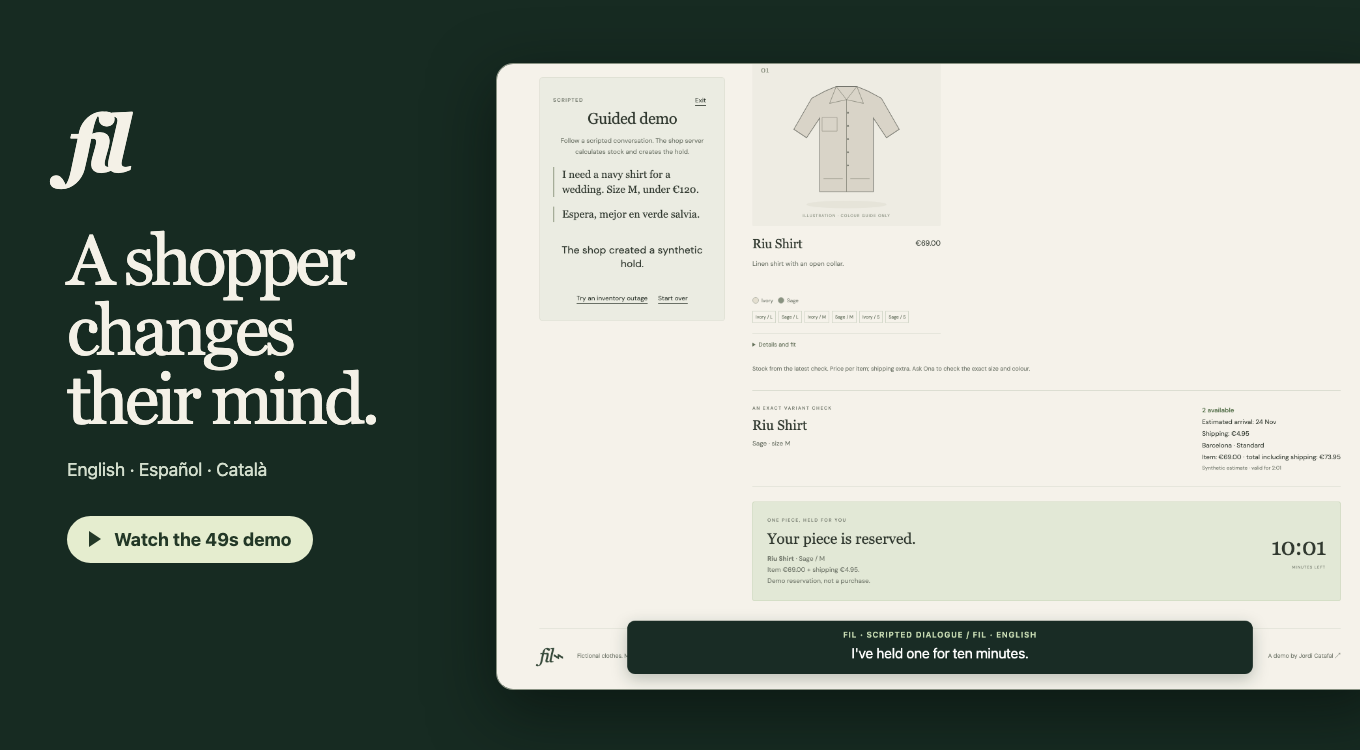 fil
A shopper
changes
their mind.
English · Español · Català
Watch the 49s demo
SCRIPTED
Exit
Guided demo
Follow a scripted conversation. The shop server
calculates stock and creates the hold.
I need a navy shirt for a
wedding. Size M, under €120.
Espera, mejor en verde salvia.
The shop created a synthetic
hold.
Try an inventory outage
Start over
01
ILLUSTRATION · COLOUR GUIDE ONLY
Riu Shirt
€69.00
Linen shirt with an open collar.
Ivory
Sage
Ivory / L
Sage / L
Ivory / M
Sage / M
Ivory / S
Sage / S
Details and fit
Stock from the latest check. Price per item; shipping extra. Ask Ona to check the exact size and colour.
AN EXACT VARIANT CHECK
Riu Shirt
Sage · size M
2 available
Estimated arrival: 24 Nov
Shipping: €4.95
Barcelona · Standard
Item: €69.00 · total including shipping: €73.95
Synthetic estimate · valid for 2:01
ONE PIECE, HELD FOR YOU
Your piece is reserved.
Riu Shirt · Sage / M
Item €69.00 + shipping €4.95.
Demo reservation, not a purchase.
10:01
MINUTES LEFT
fil
Fictional clothes.
FIL · SCRIPTED DIALOGUE / FIL · ENGLISH
I've held one for ten minutes.
A demo by Jordi Catafal ↗